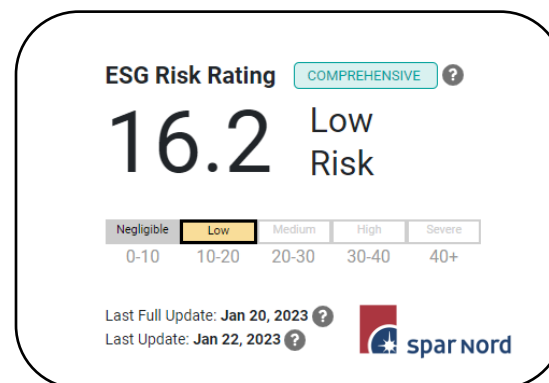 ESG Risk Rating COMPREHENSIVE ?
16.2 Low
Risk
Negligible Low Medium High Severe
0-10 10-20 20-30 30-40 40+
Last Full Update: Jan 20, 2023 ?
Last Update: Jan 22, 2023 ?
spar nord